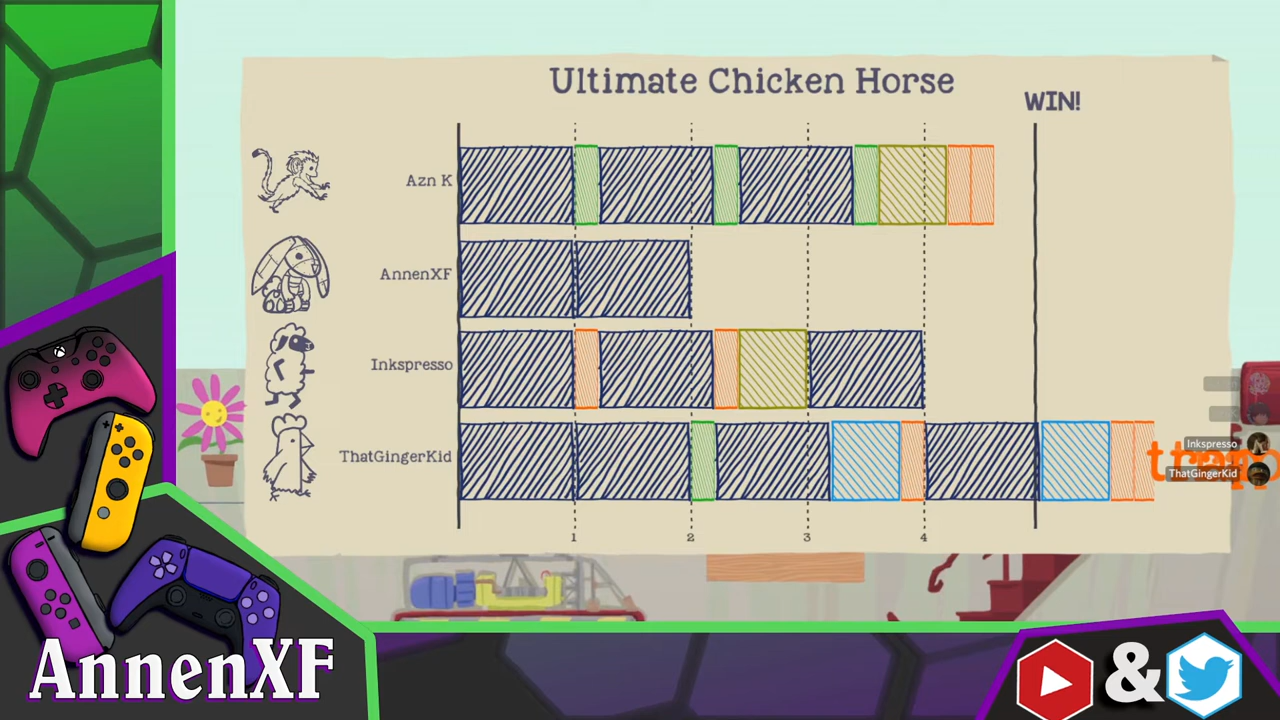 Ultimate Chicken Horse
WIN!
Azn K
AnnenXF
Inkspresso
ThatGingerKid
Inkspresso
ThatGingerKid
1 2 3 4
AnnenXF
&